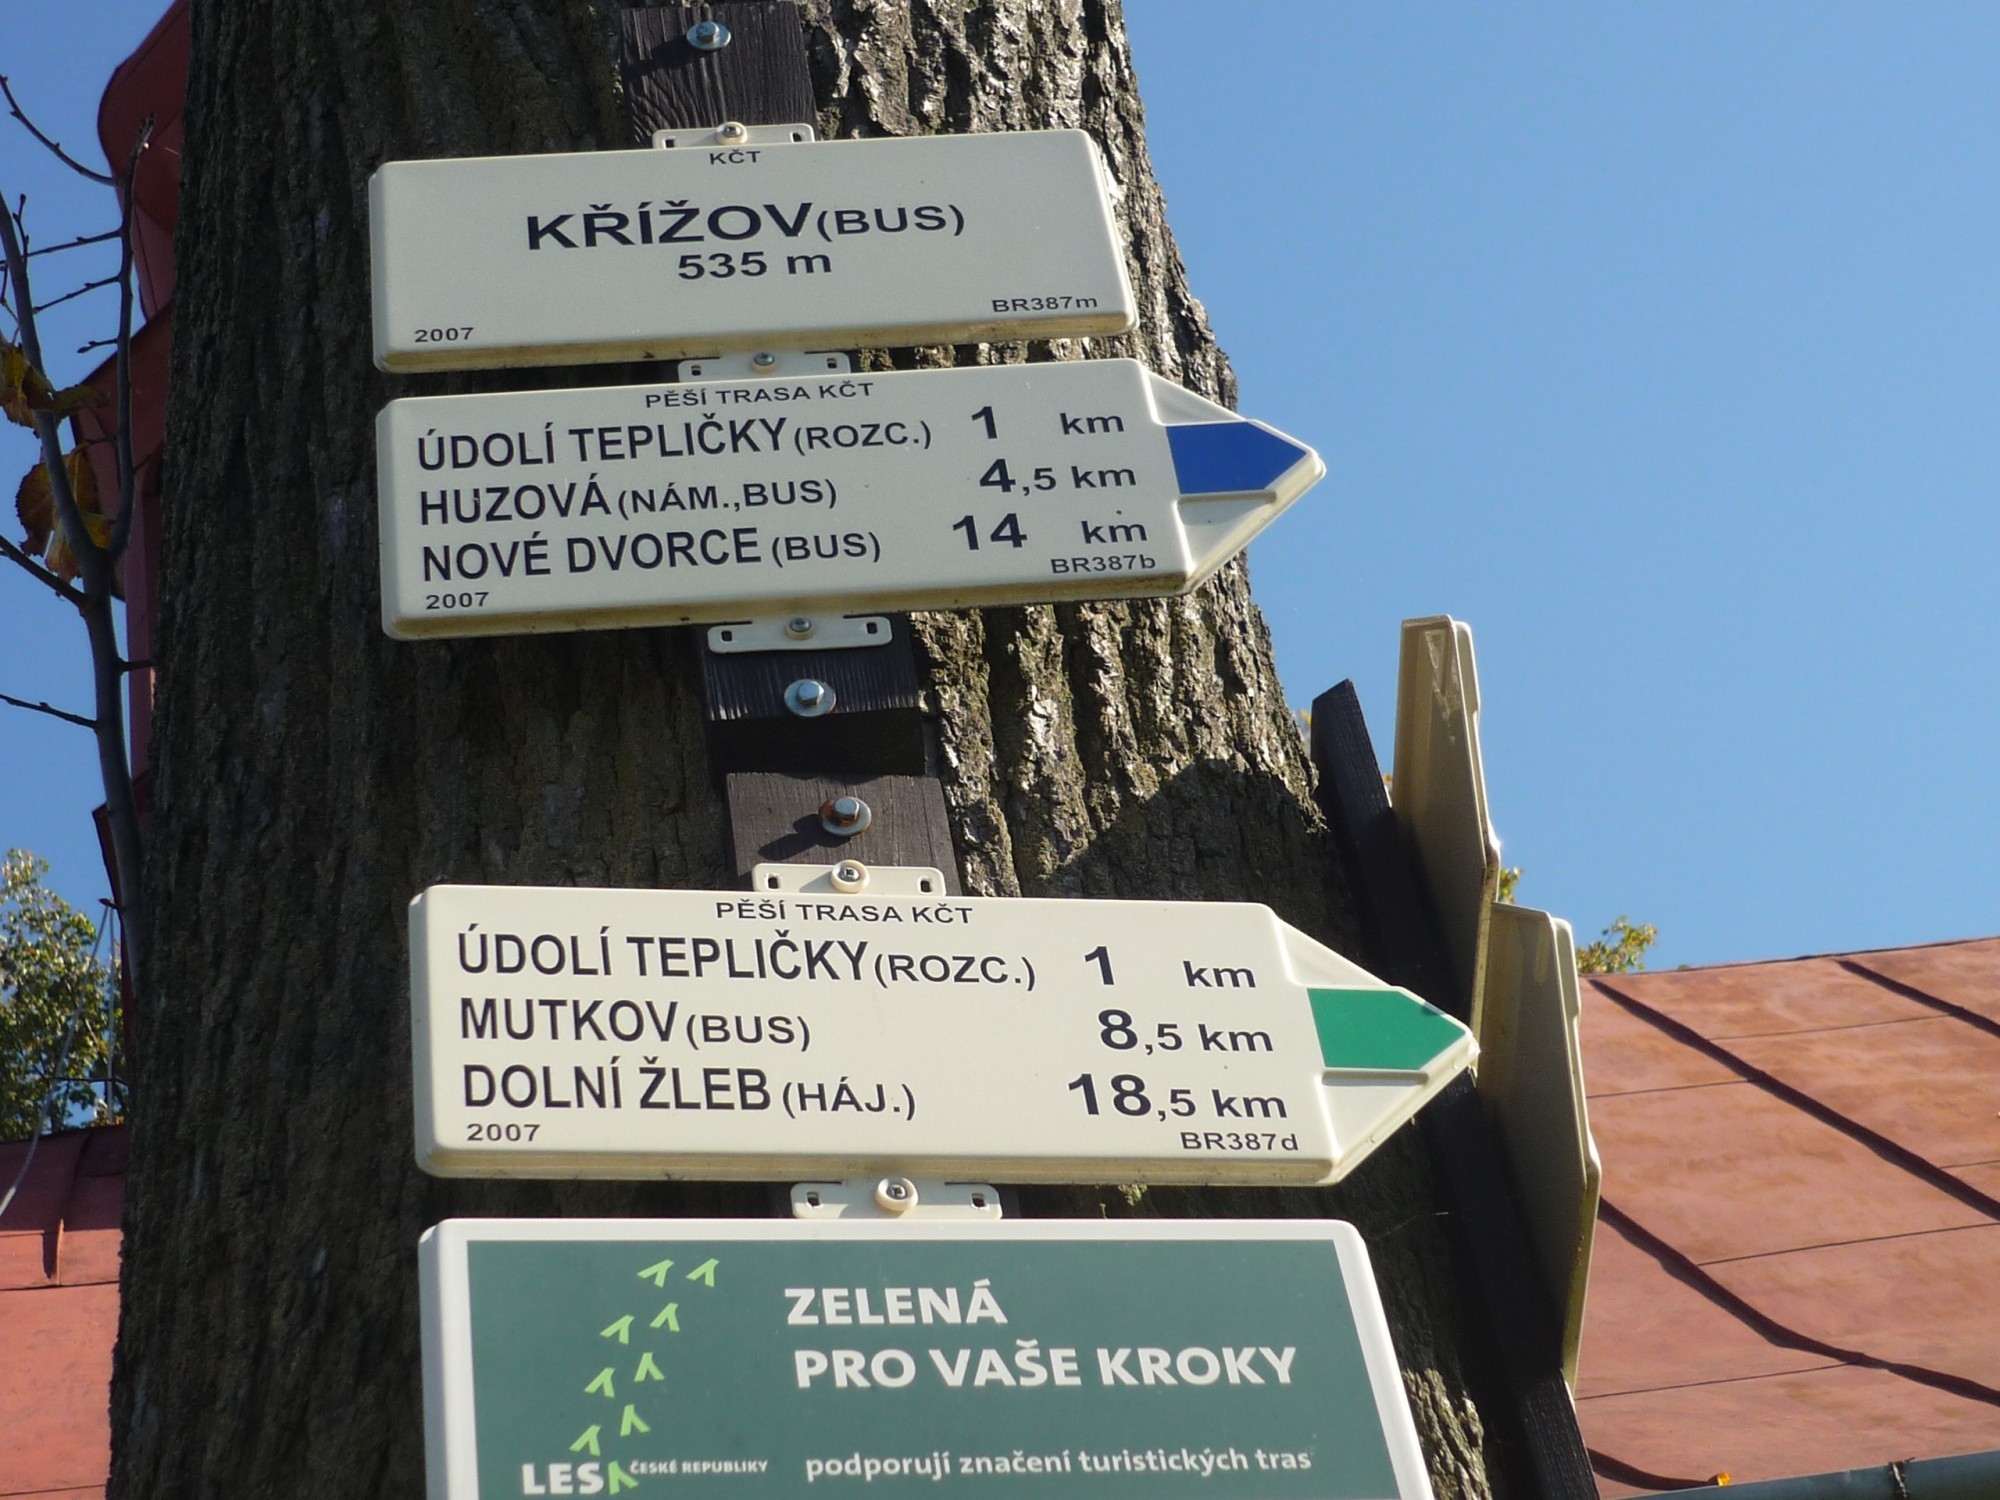 KČT
KŘÍŽOV(BUS)
535 m
BR387m
2007
PĚŠÍ TRASA KČT
ÚDOLÍ TEPLIČKY(ROZC.) 1 km
HUZOVÁ(NÁM.,BUS) 4,5 km
NOVÉ DVORCE(BUS) 14 km
BR387b
2007
PĚŠÍ TRASA KČT
ÚDOLÍ TEPLIČKY(ROZC.) 1 km
MUTKOV(BUS) 8,5 km
DOLNÍ ŽLEB(HÁJ.) 18,5 km
2007 BR387d
ZELENÁ
PRO VAŠE KROKY
LESY ČESKÉ REPUBLIKY
podporují značení turistických tras